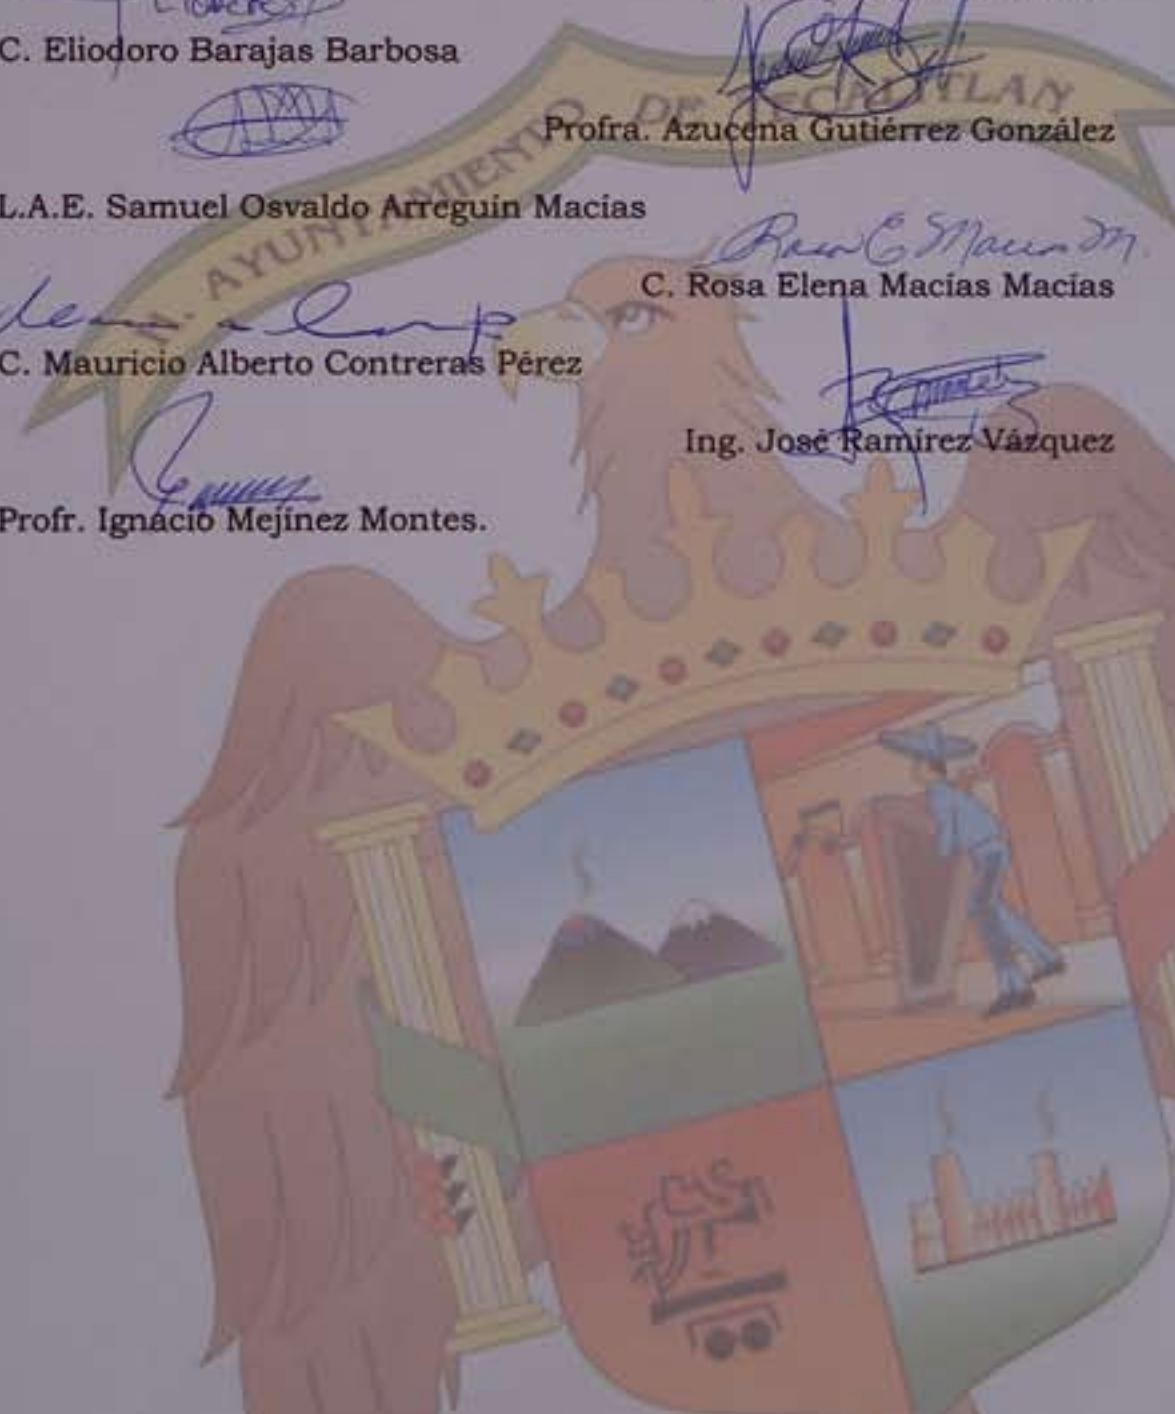 C. Eliodoro Barajas Barbosa
Profra. Azucena Gutiérrez González
L.A.E. Samuel Osvaldo Arreguín Macías
C. Rosa Elena Macías Macías
C. Mauricio Alberto Contreras Pérez
Ing. José Ramírez Vázquez
Profr. Ignacio Mejínez Montes.
H. AYUNTAMIENTO DE TECALITLAN